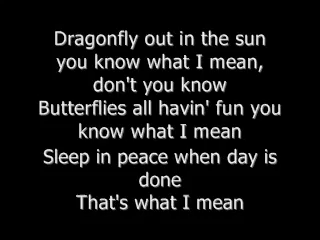 Dragonfly out in the sun
you know what I mean,
don't you know
Butterflies all havin' fun you
know what I mean
Sleep in peace when day is
done
That's what I mean